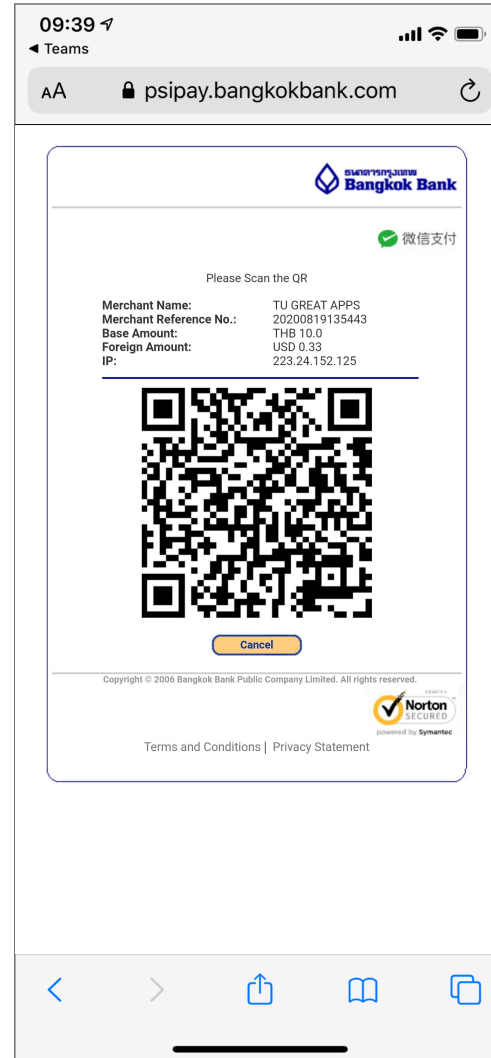 09:39
◀ Teams
AA psipay.bangkokbank.com
ธนาคารกรุงเทพ
Bangkok Bank
微信支付
Please Scan the QR
Merchant Name: TU GREAT APPS
Merchant Reference No.: 20200819135443
Base Amount: THB 10.0
Foreign Amount: USD 0.33
IP: 223.24.152.125
Cancel
Copyright © 2006 Bangkok Bank Public Company Limited. All rights reserved.
Norton
SECURED
powered by Symantec
Terms and Conditions | Privacy Statement